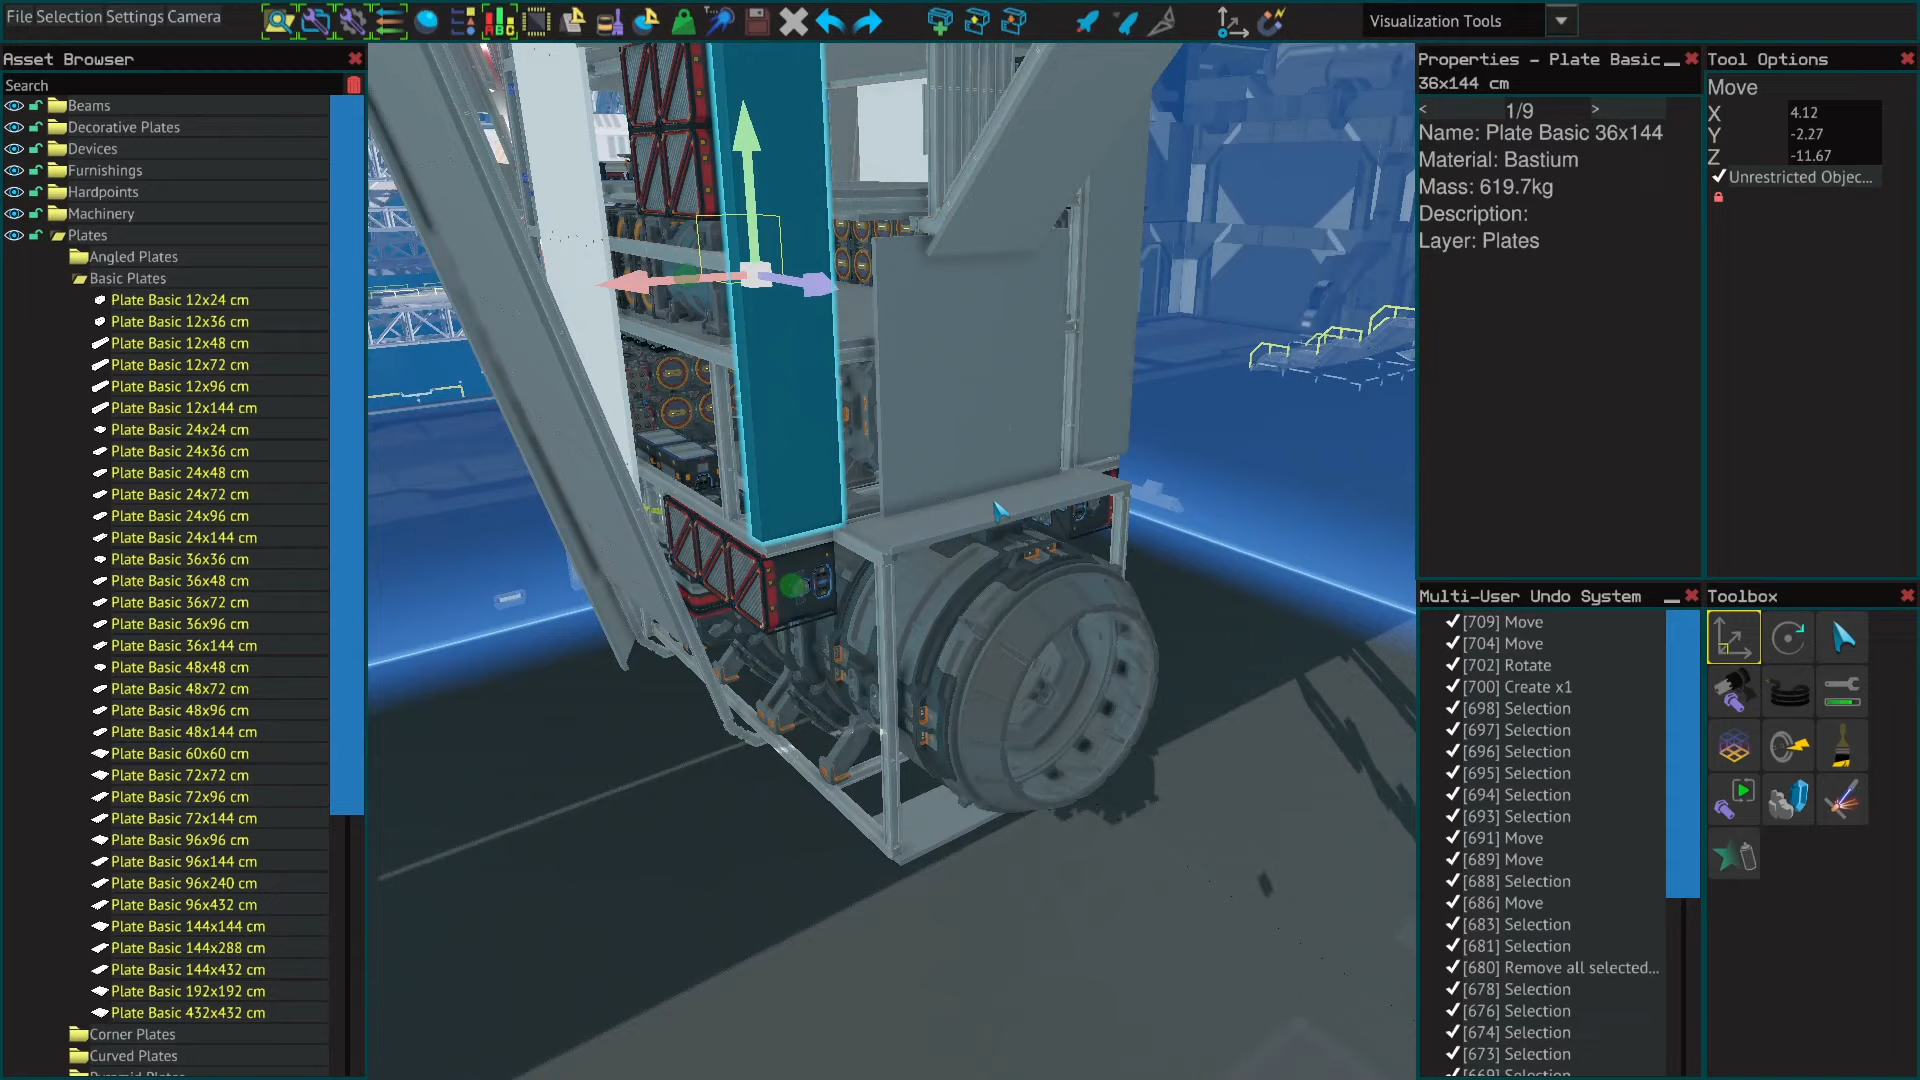 File Selection Settings Camera
Visualization Tools
Asset Browser
Search
Beams
Decorative Plates
Devices
Furnishings
Hardpoints
Machinery
Plates
Angled Plates
Basic Plates
Plate Basic 12x24 cm
Plate Basic 12x36 cm
Plate Basic 12x48 cm
Plate Basic 12x72 cm
Plate Basic 12x96 cm
Plate Basic 12x144 cm
Plate Basic 24x24 cm
Plate Basic 24x36 cm
Plate Basic 24x48 cm
Plate Basic 24x72 cm
Plate Basic 24x96 cm
Plate Basic 24x144 cm
Plate Basic 36x36 cm
Plate Basic 36x48 cm
Plate Basic 36x72 cm
Plate Basic 36x96 cm
Plate Basic 36x144 cm
Plate Basic 48x48 cm
Plate Basic 48x72 cm
Plate Basic 48x96 cm
Plate Basic 48x144 cm
Plate Basic 60x60 cm
Plate Basic 72x72 cm
Plate Basic 72x96 cm
Plate Basic 72x144 cm
Plate Basic 96x96 cm
Plate Basic 96x144 cm
Plate Basic 96x240 cm
Plate Basic 96x432 cm
Plate Basic 144x144 cm
Plate Basic 144x288 cm
Plate Basic 144x432 cm
Plate Basic 192x192 cm
Plate Basic 432x432 cm
Corner Plates
Curved Plates
Properties - Plate Basic
36x144 cm
< 1/9 >
Name: Plate Basic 36x144
Material: Bastium
Mass: 619.7kg
Description:
Layer: Plates
Tool Options
Move
X 4.12
Y -2.27
Z -11.67
Unrestricted Objec...
Multi-User Undo System
[709] Move
[704] Move
[702] Rotate
[700] Create x1
[698] Selection
[697] Selection
[696] Selection
[695] Selection
[694] Selection
[693] Selection
[691] Move
[689] Move
[688] Selection
[686] Move
[683] Selection
[681] Selection
[680] Remove all selected...
[678] Selection
[676] Selection
[674] Selection
[673] Selection
Toolbox